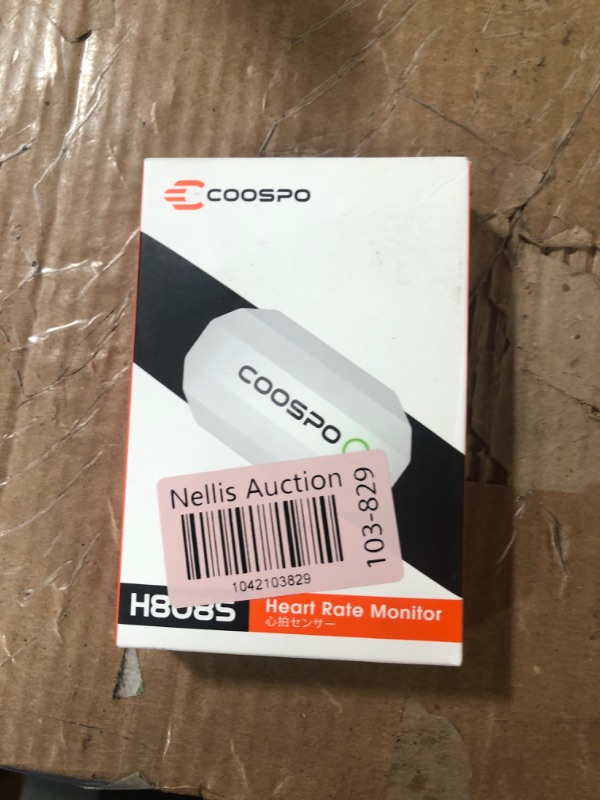 COOSPO
COOSPO
Nellis Auction
103-829
1042103829
H808S
Heart Rate Monitor
心拍センサー